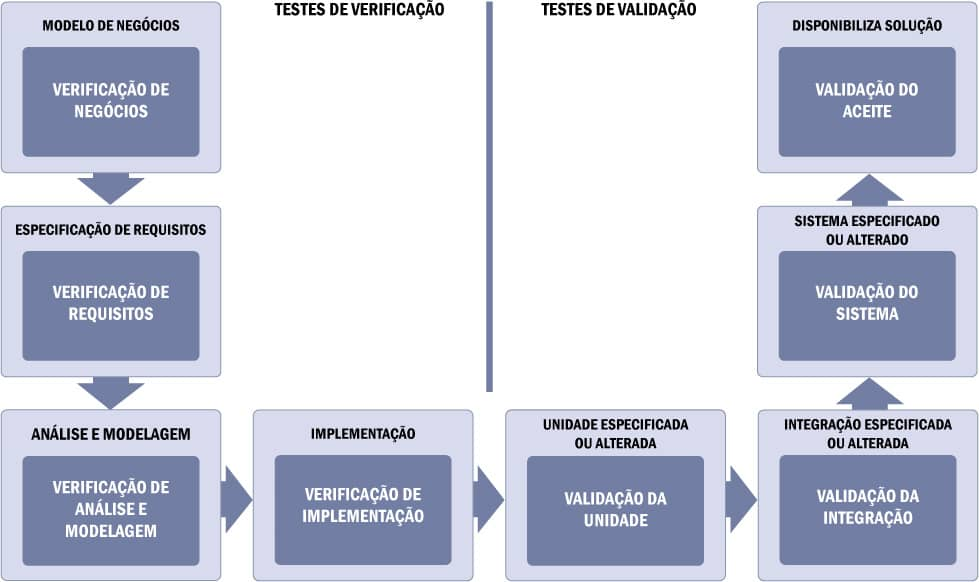 MODELO DE NEGÓCIOS
VERIFICAÇÃO DE
NEGÓCIOS
TESTES DE VERIFICAÇÃO
TESTES DE VALIDAÇÃO
DISPONIBILIZA SOLUÇÃO
VALIDAÇÃO DO
ACEITE
ESPECIFICAÇÃO DE REQUISITOS
VERIFICAÇÃO DE
REQUISITOS
SISTEMA ESPECIFICADO
OU ALTERADO
VALIDAÇÃO DO
SISTEMA
ANÁLISE E MODELAGEM
VERIFICAÇÃO DE
ANÁLISE E
MODELAGEM
IMPLEMENTAÇÃO
VERIFICAÇÃO DE
IMPLEMENTAÇÃO
UNIDADE ESPECIFICADA
OU ALTERADA
VALIDAÇÃO DA
UNIDADE
INTEGRAÇÃO ESPECIFICADA
OU ALTERADA
VALIDAÇÃO DA
INTEGRAÇÃO